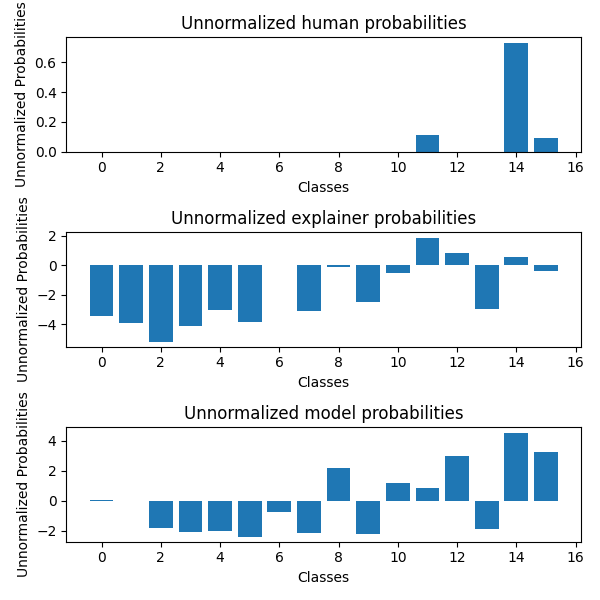 Unnormalized human probabilities
Unnormalized Probabilities
0.6
0.4
0.2
0.0
0 2 4 6 8 10 12 14 16
Classes
Unnormalized explainer probabilities
Unnormalized Probabilities
2
0
−2
−4
0 2 4 6 8 10 12 14 16
Classes
Unnormalized model probabilities
Unnormalized Probabilities
4
2
0
−2
0 2 4 6 8 10 12 14 16
Classes